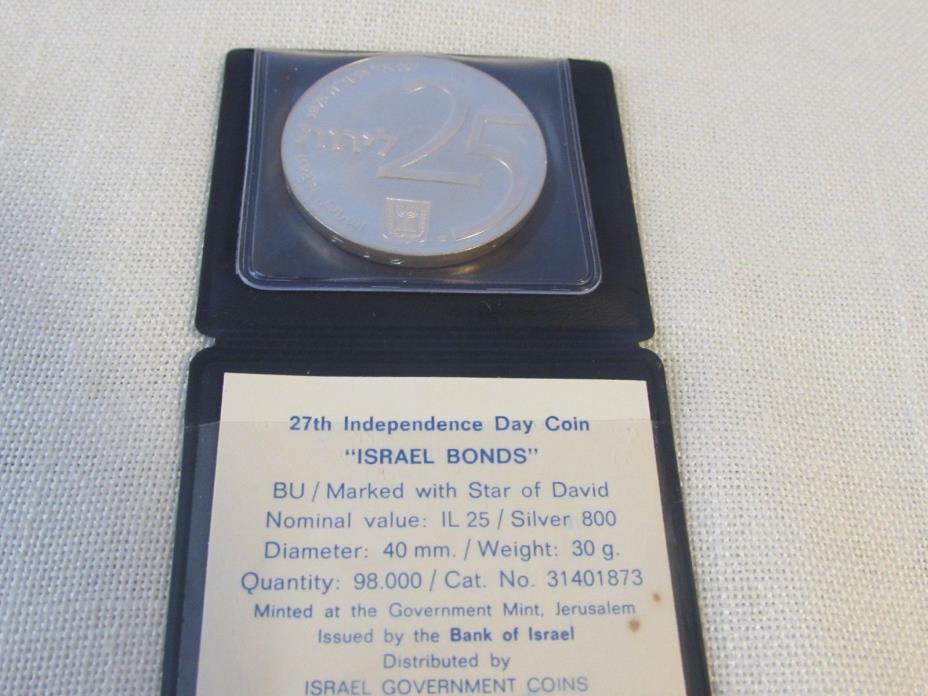 25
לירות
27th Independence Day Coin
"ISRAEL BONDS"
BU / Marked with Star of David
Nominal value: IL 25 / Silver 800
Diameter: 40 mm. / Weight: 30 g.
Quantity: 98.000 / Cat. No. 31401873
Minted at the Government Mint, Jerusalem
Issued by the Bank of Israel
Distributed by
ISRAEL GOVERNMENT COINS